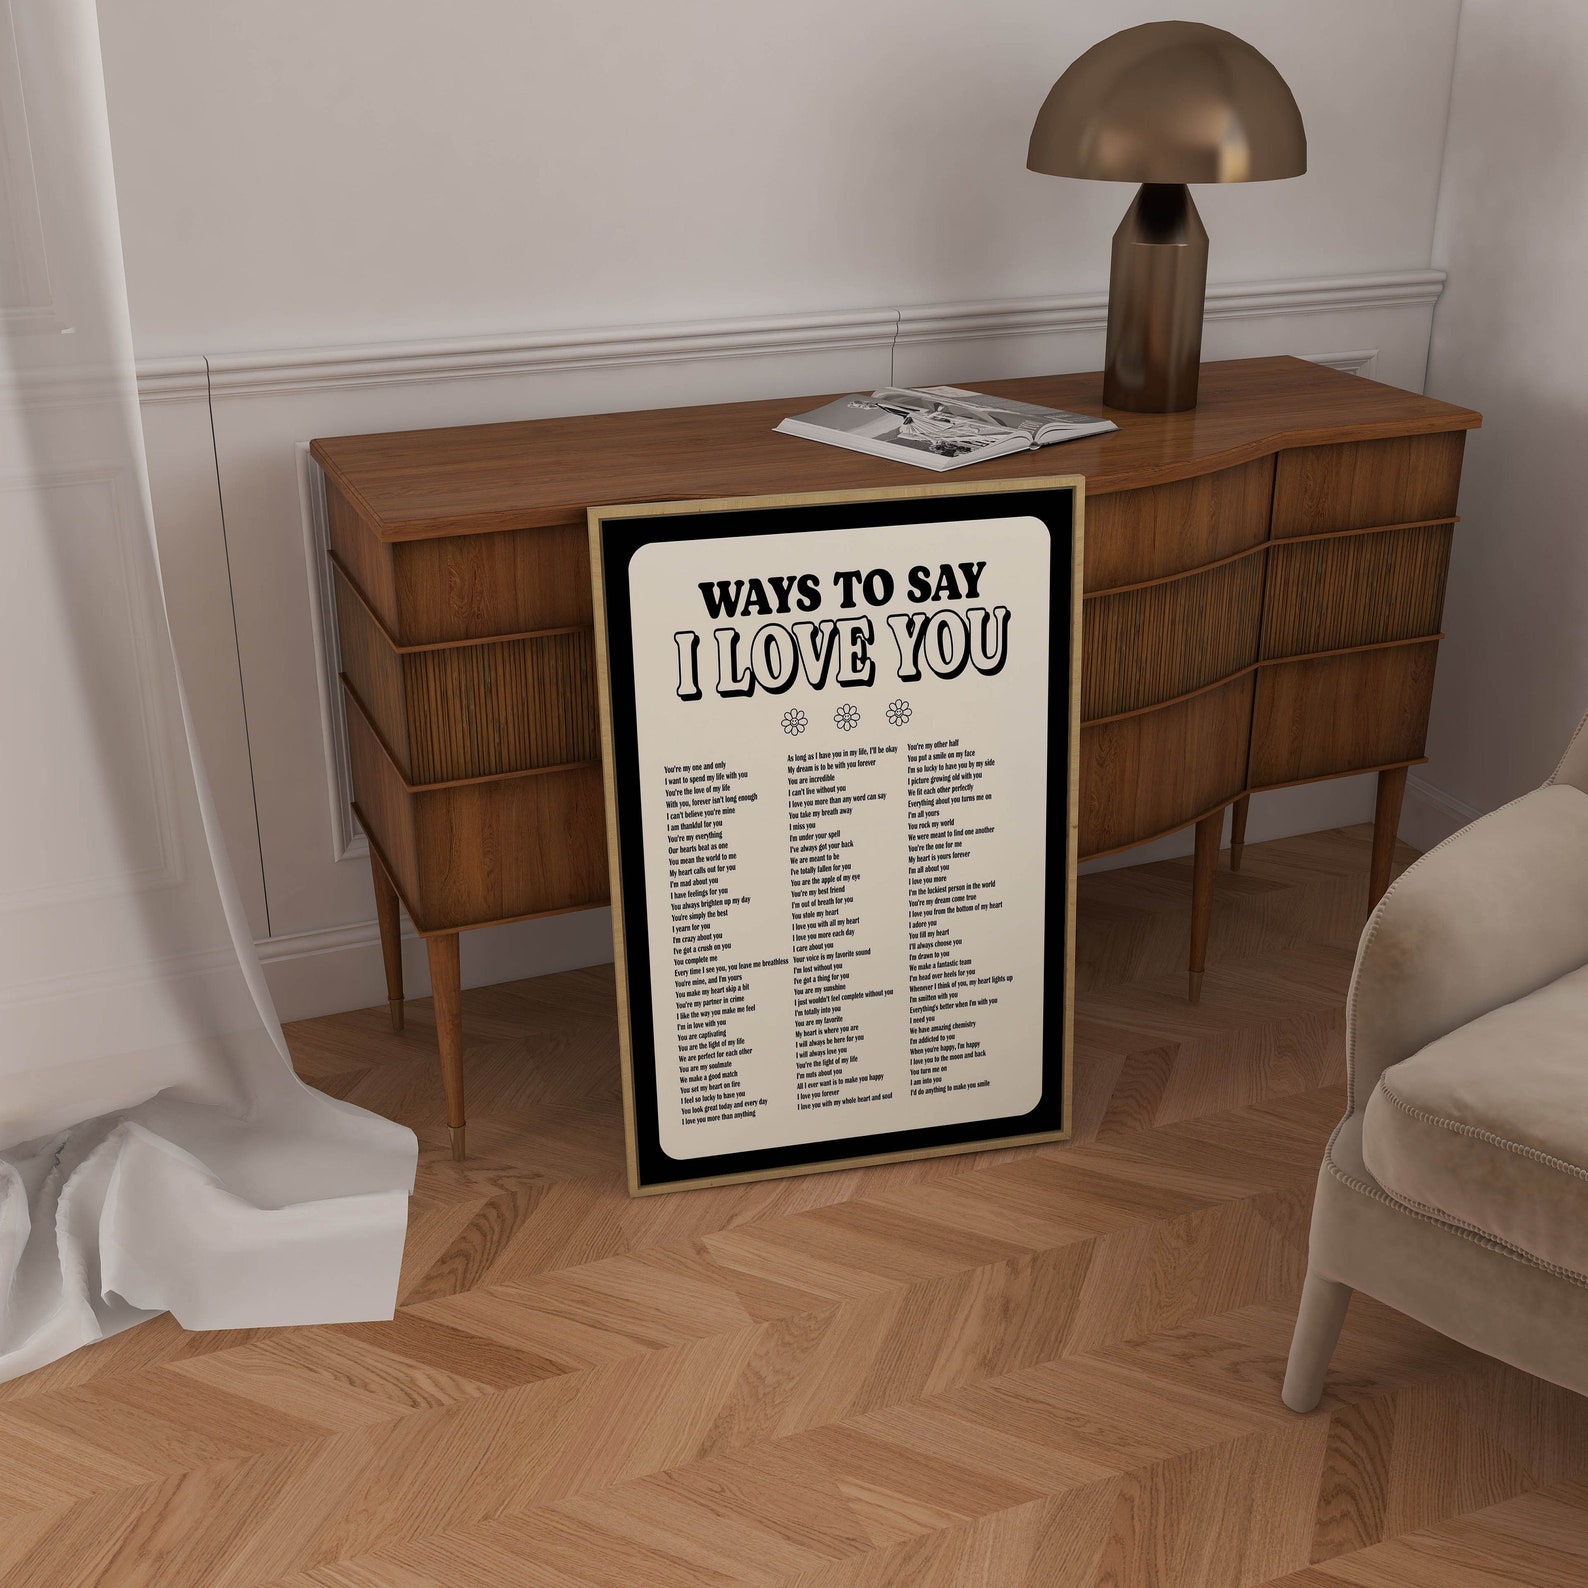 WAYS TO SAY
I LOVE YOU
You're my one and only
I want to spend my life with you
You're the love of my life
With you, forever isn't long enough
I can't believe you're mine
I am thankful for you
You're my everything
Our hearts beat as one
You mean the world to me
My heart calls out for you
I'm mad about you
I have feelings for you
You always brighten up my day
You're simply the best
I yearn for you
I'm crazy about you
I've got a crush on you
You complete me
Every time I see you, you leave me breathless
You're mine, and I'm yours
You make my heart skip a bit
You're my partner in crime
I like the way you make me feel
I'm in love with you
You are captivating
You are the light of my life
We are perfect for each other
You are my soulmate
We make a good match
You set my heart on fire
I feel so lucky to have you
You look great today and every day
I love you more than anything
As long as I have you in my life, I'll be okay
My dream is to be with you forever
You are incredible
I can't live without you
I love you more than any word can say
You take my breath away
I miss you
I'm under your spell
I've always got your back
We are meant to be
I've totally fallen for you
You are the apple of my eye
You're my best friend
I'm out of breath for you
You stole my heart
I love you with all my heart
I love you more each day
I care about you
Your voice is my favorite sound
I'm lost without you
I've got a thing for you
You are my sunshine
I just wouldn't feel complete without you
I'm totally into you
You are my favorite
My heart is where you are
I will always be here for you
I will always love you
You're the light of my life
I'm nuts about you
All I ever want is to make you happy
I love you forever
I love you with my whole heart and soul
You're my other half
You put a smile on my face
I'm so lucky to have you by my side
I picture growing old with you
We fit each other perfectly
Everything about you turns me on
I'm all yours
You rock my world
We were meant to find one another
You're the one for me
My heart is yours forever
I'm all about you
I love you more
I'm the luckiest person in the world
You're my dream come true
I love you from the bottom of my heart
I adore you
You fill my heart
I'll always choose you
I'm drawn to you
We make a fantastic team
I'm head over heels for you
Whenever I think of you, my heart lights up
I'm smitten with you
Everything's better when I'm with you
I need you
We have amazing chemistry
I'm addicted to you
When you're happy, I'm happy
I love you to the moon and back
You turn me on
I am into you
I'd do anything to make you smile